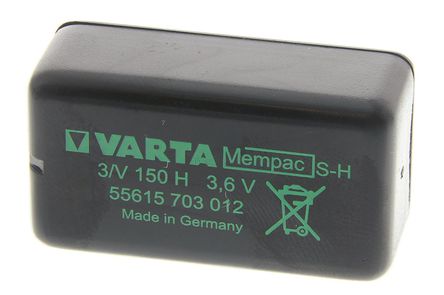 VARTA Mempac S-H
3/V 150 H 3,6 V
55615 703 012
Made in Germany